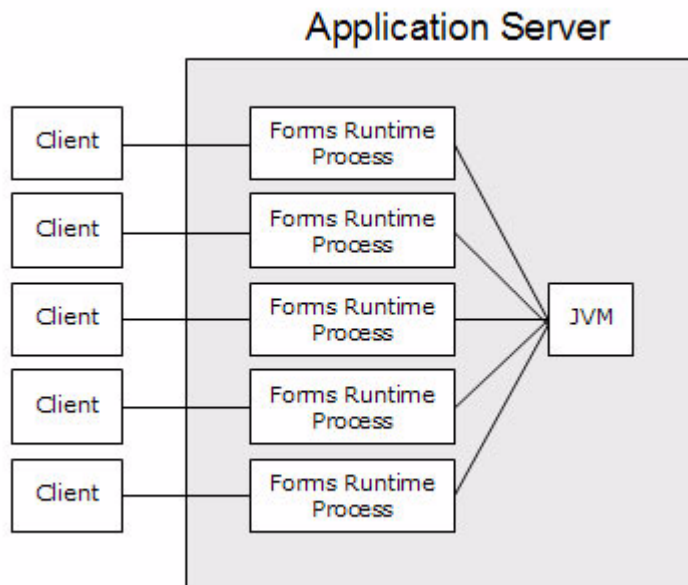 Application Server
Client
Forms Runtime
Process
Client
Forms Runtime
Process
Client
Forms Runtime
Process
JVM
Client
Forms Runtime
Process
Client
Forms Runtime
Process